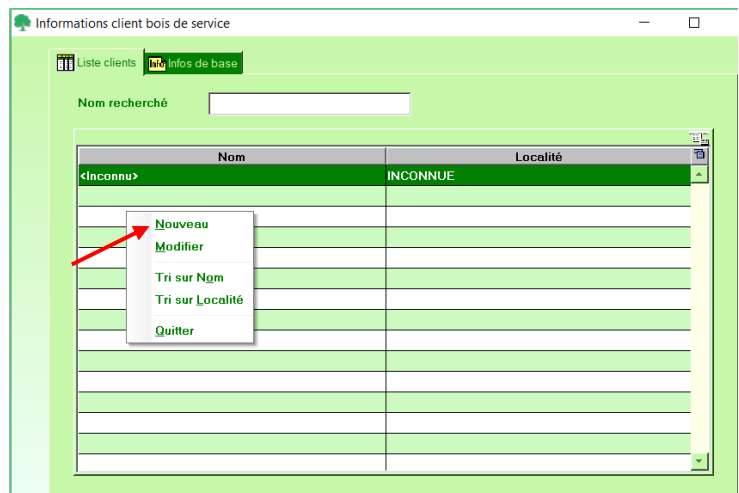 Informations client bois de service
Liste clients Info Infos de base
Nom recherché
Nom Localité
<Inconnu> INCONNUE
Nouveau
Modifier
Tri sur Nom
Tri sur Localité
Quitter